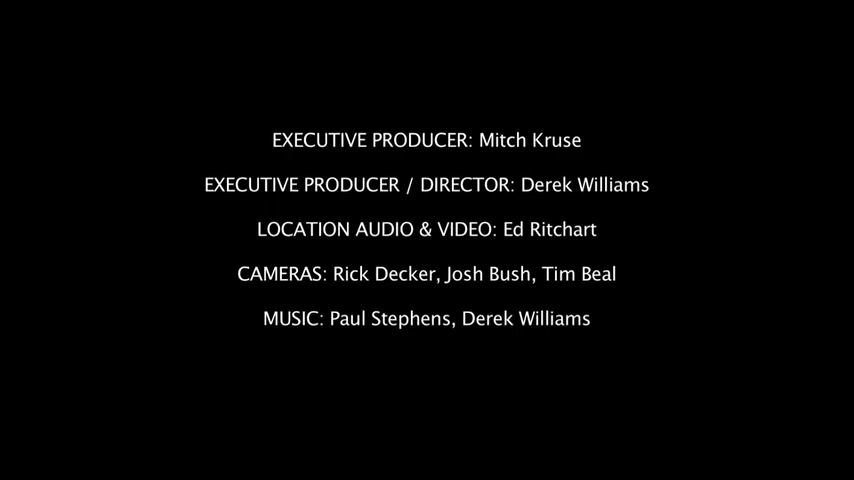 EXECUTIVE PRODUCER: Mitch Kruse
EXECUTIVE PRODUCER / DIRECTOR: Derek Williams
LOCATION AUDIO & VIDEO: Ed Ritchart
CAMERAS: Rick Decker, Josh Bush, Tim Beal
MUSIC: Paul Stephens, Derek Williams